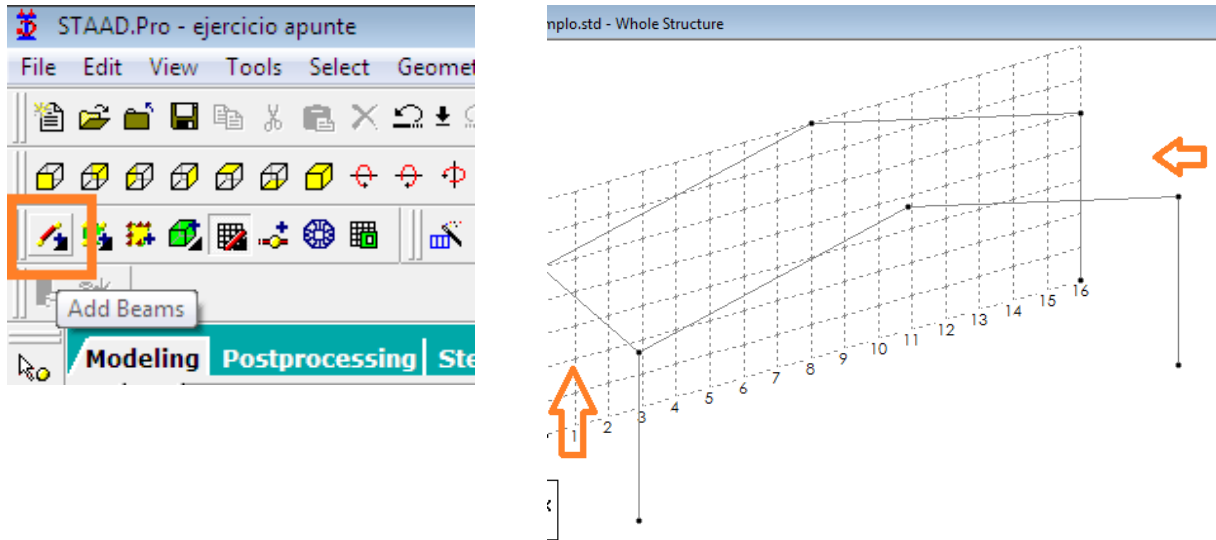 STAAD.Pro - ejercicio apunte
File Edit View Tools Select Geomet
Add Beams
Modeling Postprocessing Ste
mplo.std - Whole Structure
1 2 3 4 5 6 7 8 9 10 11 12 13 14 15 16